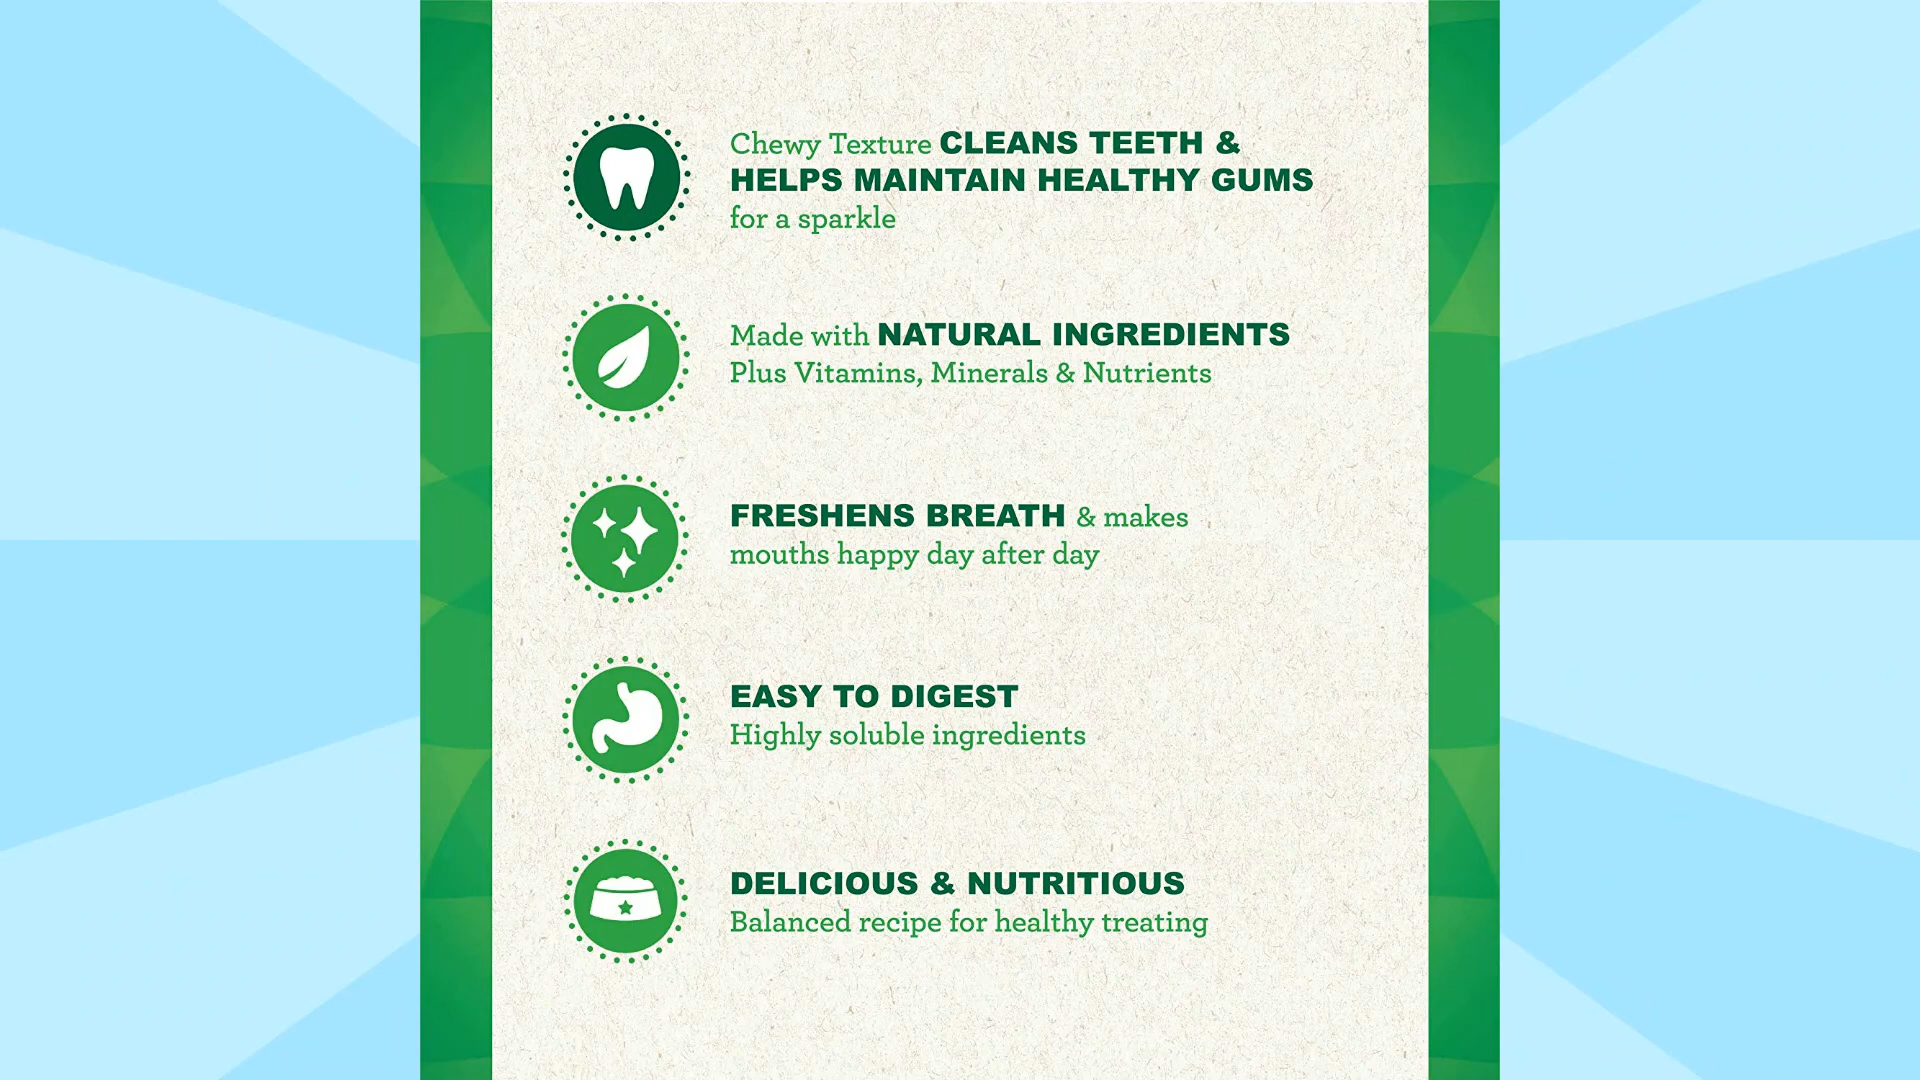 Chewy Texture CLEANS TEETH &
HELPS MAINTAIN HEALTHY GUMS
for a sparkle
Made with NATURAL INGREDIENTS
Plus Vitamins, Minerals & Nutrients
FRESHENS BREATH & makes
mouths happy day after day
EASY TO DIGEST
Highly soluble ingredients
DELICIOUS & NUTRITIOUS
Balanced recipe for healthy treating